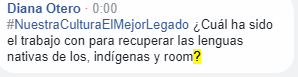 Diana Otero · 0:00
#NuestraCulturaElMejorLegado ¿Cuál ha sido
el trabajo con para recuperar las lenguas
nativas de los, indígenas y room?